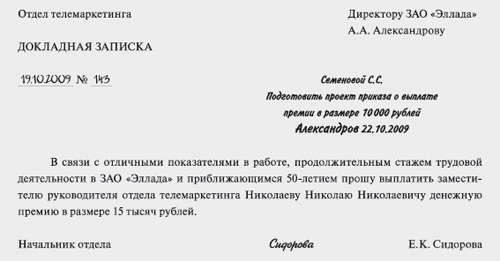 Отдел телемаркетинга Директору ЗАО «Эллада»
А.А. Александрову
ДОКЛАДНАЯ ЗАПИСКА
19.10.2009 № 143
Семеновой С.С.
Подготовить проект приказа о выплате
премии в размере 10 000 рублей
Александров 22.10.2009
В связи с отличными показателями в работе, продолжительным стажем трудовой
деятельности в ЗАО «Эллада» и приближающимся 50-летием прошу выплатить замести-
телю руководителя отдела телемаркетинга Николаеву Николаю Николаевичу денежную
премию в размере 15 тысяч рублей.
Начальник отдела Сидорова Е.К. Сидорова